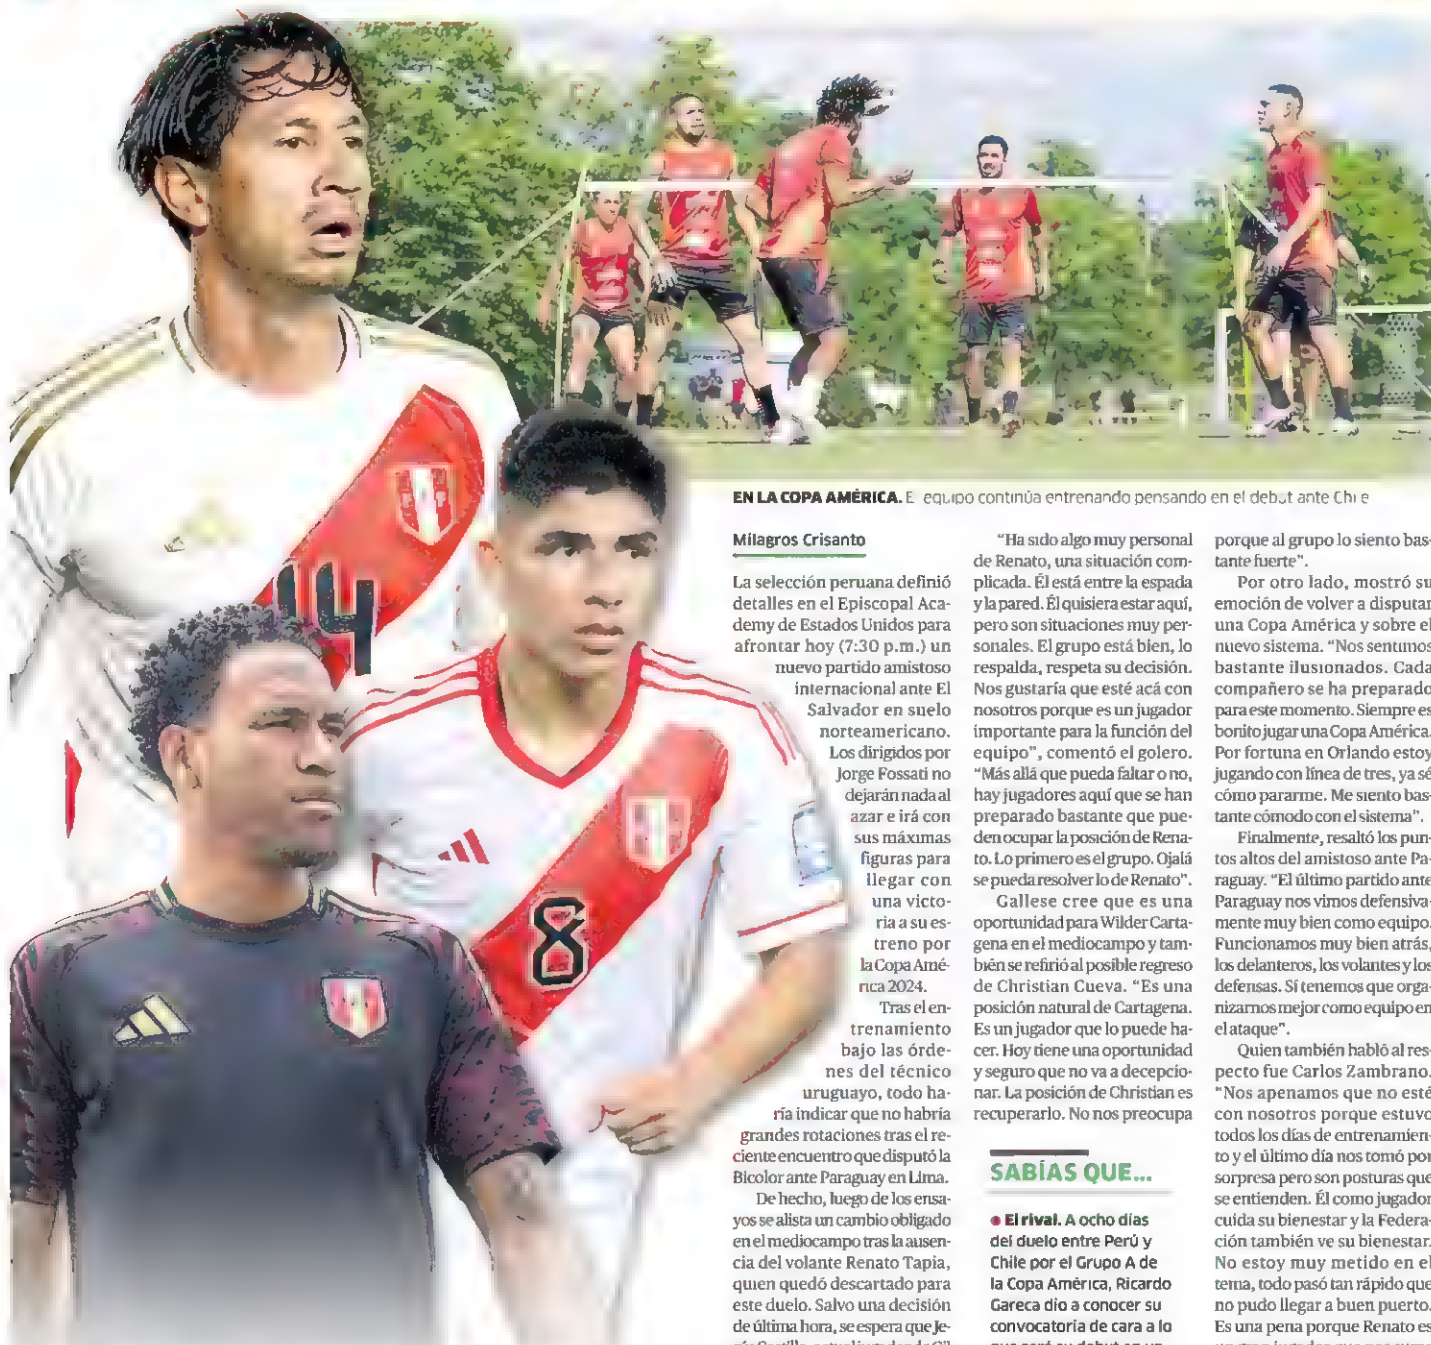 14
8
EN LA COPA AMÉRICA. E equipo continúa entrenando pensando en el debut ante Chi e
Milagros Crisanto
La selección peruana definió
detalles en el Episcopal Aca-
demy de Estados Unidos para
afrontar hoy (7:30 p.m.) un
nuevo partido amistoso
internacional ante El
Salvador en suelo
norteamericano.
Los dirigidos por
Jorge Fossati no
dejarán nada al
azar e irá con
sus máximas
figuras para
llegar con
una victo-
ria a su es-
treno por
la Copa Amé-
rica 2024.
Tras el en-
trenamiento
bajo las órde-
nes del técnico
uruguayo, todo ha-
ría indicar que no habría
grandes rotaciones tras el re-
ciente encuentro que disputó la
Bicolor ante Paraguay en Lima.
De hecho, luego de los ensa-
yos se alista un cambio obligado
en el mediocampo tras la ausen-
cia del volante Renato Tapia,
quien quedó descartado para
este duelo. Salvo una decisión
de última hora, se espera que Je-
"Ha sido algo muy personal
de Renato, una situación com-
plicada. Él está entre la espada
y la pared. Él quisiera estar aquí,
pero son situaciones muy per-
sonales. El grupo está bien, lo
respalda, respeta su decisión.
Nos gustaría que esté acá con
nosotros porque es un jugador
importante para la función del
equipo", comentó el golero.
"Más allá que pueda faltar o no,
hay jugadores aquí que se han
preparado bastante que pue-
den ocupar la posición de Rena-
to. Lo primero es el grupo. Ojalá
se pueda resolver lo de Renato".
Gallese cree que es una
oportunidad para Wilder Carta-
gena en el mediocampo y tam-
bién se refirió al posible regreso
de Christian Cueva. "Es una
posición natural de Cartagena.
Es un jugador que lo puede ha-
cer. Hoy tiene una oportunidad
y seguro que no va a decepcio-
nar. La posición de Christian es
recuperarlo. No nos preocupa
SABÍAS QUE...
El rival. A ocho días
del duelo entre Perú y
Chile por el Grupo A de
la Copa América, Ricardo
Gareca dio a conocer su
convocatoria de cara a lo
porque al grupo lo siento bas-
tante fuerte".
Por otro lado, mostró su
emoción de volver a disputar
una Copa América y sobre el
nuevo sistema. "Nos sentimos
bastante ilusionados. Cada
compañero se ha preparado
para este momento. Siempre es
bonito jugar una Copa América.
Por fortuna en Orlando estoy
jugando con línea de tres, ya sé
cómo pararme. Me siento bas-
tante cómodo con el sistema".
Finalmente, resaltó los pun-
tos altos del amistoso ante Pa-
raguay. "El último partido ante
Paraguay nos vimos defensiva-
mente muy bien como equipo.
Funcionamos muy bien atrás,
los delanteros, los volantes y los
defensas. Sí tenemos que orga-
nizarnos mejor como equipo en
el ataque".
Quien también habló al res-
pecto fue Carlos Zambrano.
"Nos apenamos que no esté
con nosotros porque estuvo
todos los días de entrenamien-
to y el último día nos tomó por
sorpresa pero son posturas que
se entienden. Él como jugador
cuida su bienestar y la Federa-
ción también ve su bienestar.
No estoy muy metido en el
tema, todo pasó tan rápido que
no pudo llegar a buen puerto.
Es una pena porque Renato es